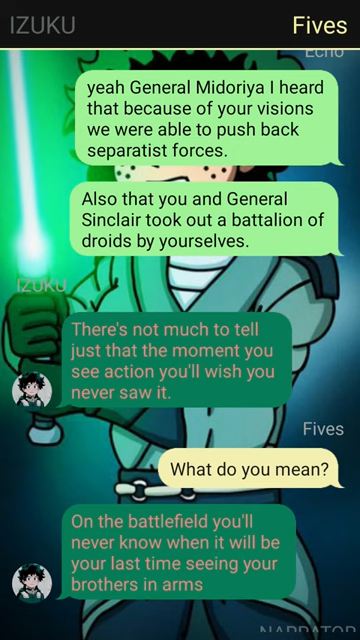 IZUKU
Fives
Echo
yeah General Midoriya I heard
that because of your visions
we were able to push back
separatist forces.
Also that you and General
Sinclair took out a battalion of
droids by yourselves.
IZUKU
There's not much to tell
just that the moment you
see action you'll wish you
never saw it.
Fives
What do you mean?
On the battlefield you'll
never know when it will be
your last time seeing your
brothers in arms
NARRATOR